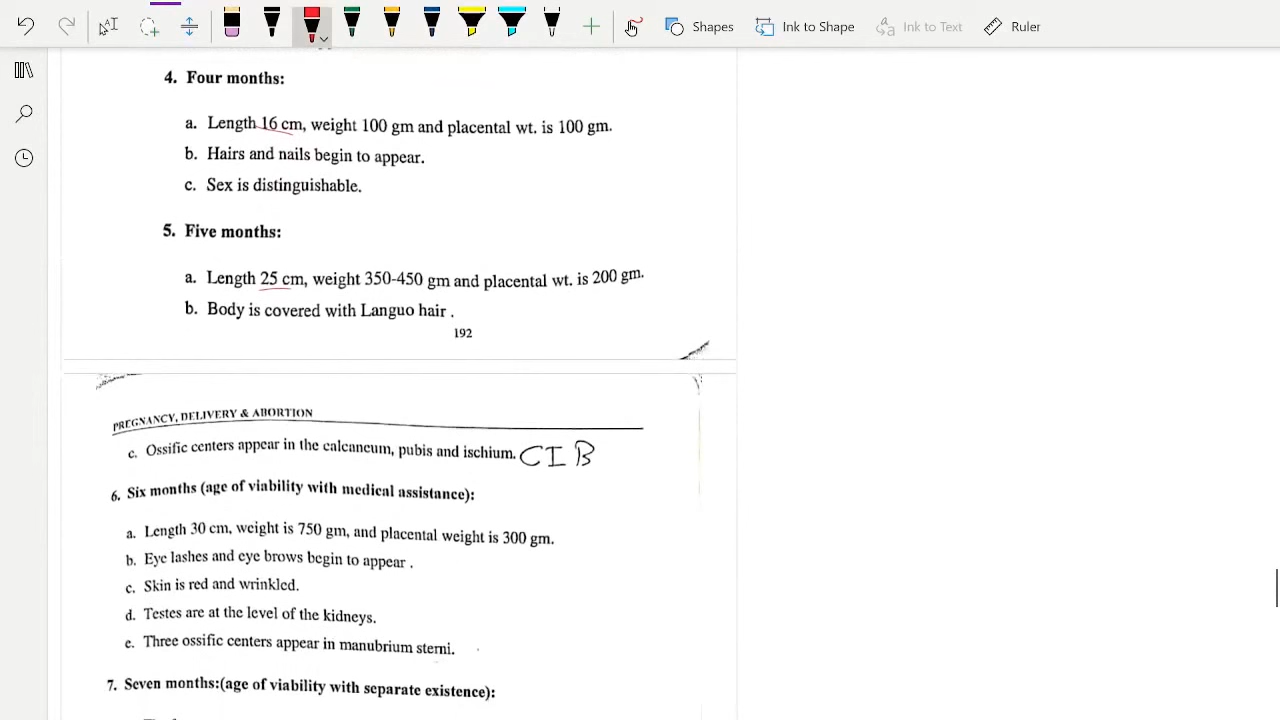 Shapes Ink to Shape Ink to Text Ruler
4. Four months:
a. Length 16 cm, weight 100 gm and placental wt. is 100 gm.
b. Hairs and nails begin to appear.
c. Sex is distinguishable.
5. Five months:
a. Length 25 cm, weight 350-450 gm and placental wt. is 200 gm.
b. Body is covered with Languo hair .
192
PREGNANCY, DELIVERY & ABORTION
c. Ossific centers appear in the calcaneum, pubis and ischium. CIB
6. Six months (age of viability with medical assistance):
a. Length 30 cm, weight is 750 gm, and placental weight is 300 gm.
b. Eye lashes and eye brows begin to appear .
c. Skin is red and wrinkled.
d. Testes are at the level of the kidneys.
e. Three ossific centers appear in manubrium sterni.
7. Seven months:(age of viability with separate existence):